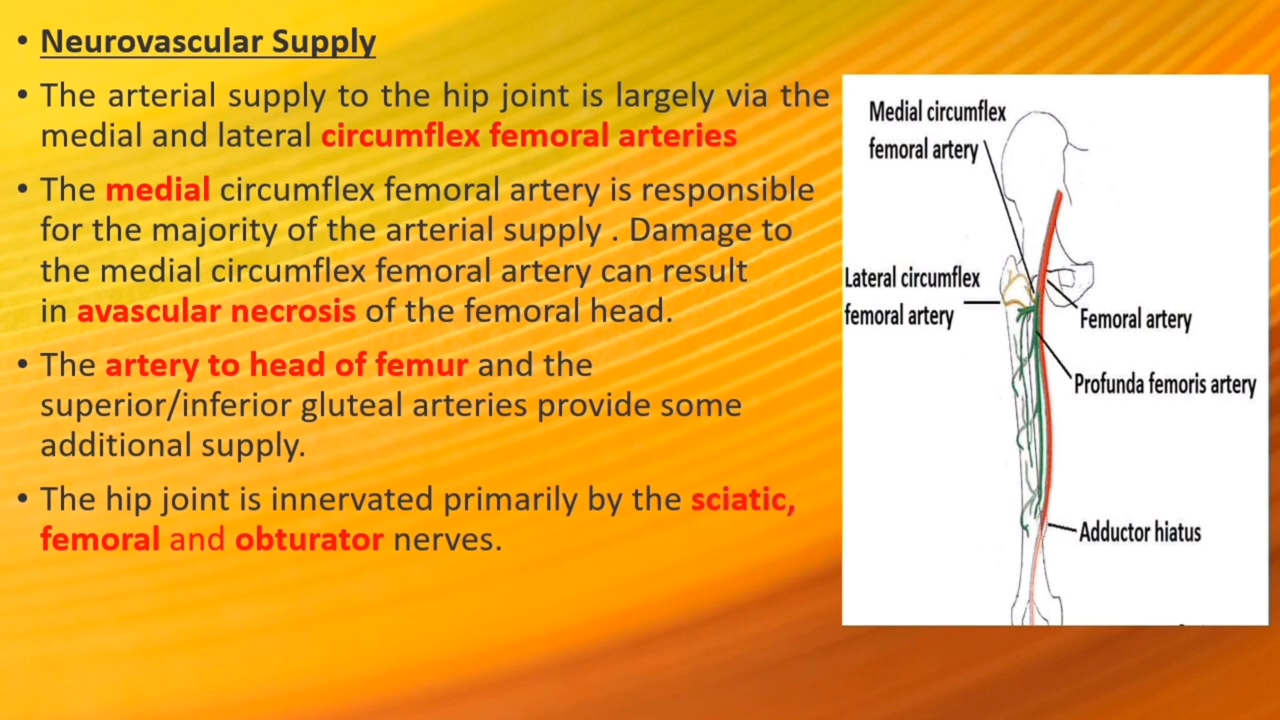 • Neurovascular Supply
• The arterial supply to the hip joint is largely via the
medial and lateral circumflex femoral arteries
• The medial circumflex femoral artery is responsible
for the majority of the arterial supply . Damage to
the medial circumflex femoral artery can result
in avascular necrosis of the femoral head.
• The artery to head of femur and the
superior/inferior gluteal arteries provide some
additional supply.
• The hip joint is innervated primarily by the sciatic,
femoral and obturator nerves.
Medial circumflex
femoral artery
Lateral circumflex
femoral artery
Femoral artery
Profunda femoris artery
Adductor hiatus